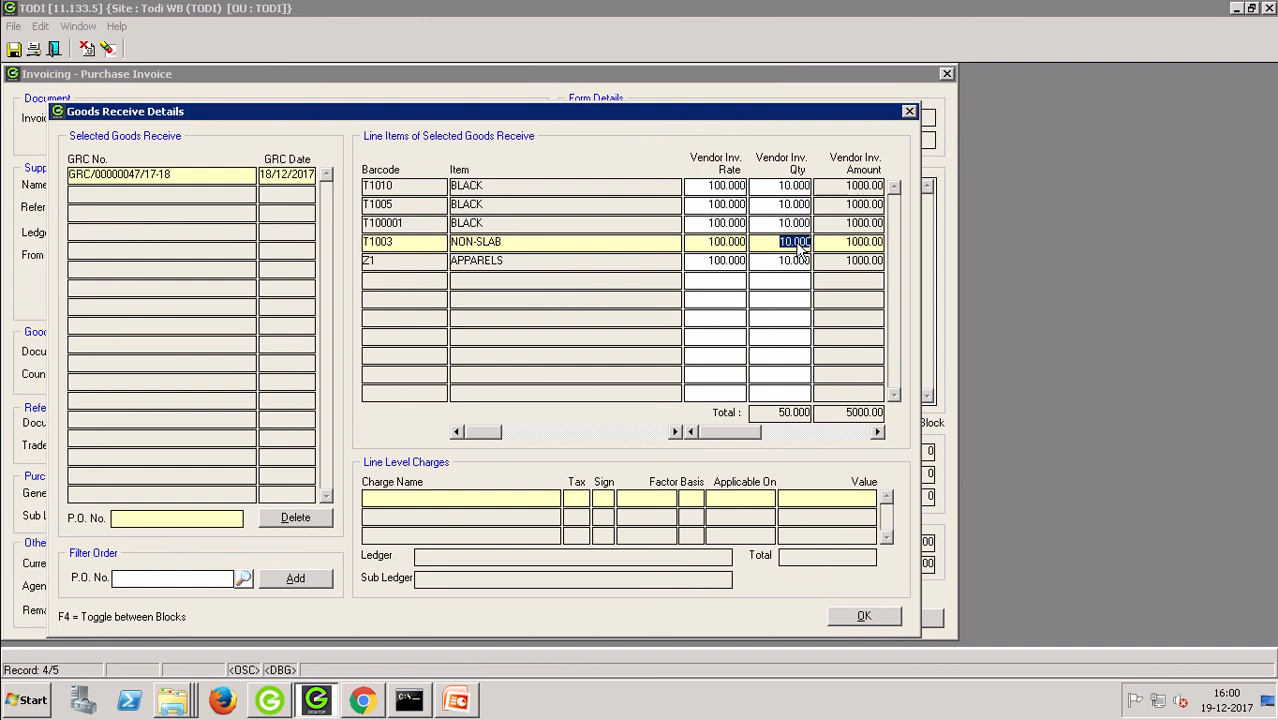 TODI [11.133.5] {Site : Todi WB (TODI) [OU : TODI]}
File Edit Window Help
Invoicing - Purchase Invoice
Document
Form Details
Goods Receive Details
Selected Goods Receive
Line Items of Selected Goods Receive
GRC No. GRC Date
Barcode Item Vendor Inv. Rate Vendor Inv. Qty Vendor Inv. Amount
GRC/00000047/17-18 18/12/2017
T1010 BLACK 100.000 10.000 1000.00
T1005 BLACK 100.000 10.000 1000.00
T100001 BLACK 100.000 10.000 1000.00
T1003 NON-SLAB 100.000 10.000 1000.00
Z1 APPARELS 100.000 10.000 1000.00
Total : 50.000 5000.00
Line Level Charges
Charge Name Tax Sign Factor Basis Applicable On Value
Ledger Total
Sub Ledger
P.O. No. Delete
Filter Order
P.O. No. Add
F4 = Toggle between Blocks
OK
Invoi
Supp
Name
Refer
Ledg
From
Good
Docu
Coun
Refe
Docu
Trade
Purc
Gene
Sub L
Othe
Curre
Agen
Rema
Block
0
0
0
00
00
Record: 4/5 <OSC> <DBG>
Start
DESKTOP
16:00
19-12-2017